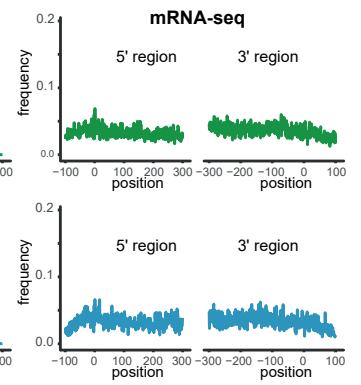 mRNA-seq
0.2
0.1
0.0
frequency
5' region
3' region
00
−100 0 100 200 300
−300 −200 −100 0 100
position
position
0.2
0.1
0.0
frequency
5' region
3' region
00
−100 0 100 200 300
−300 −200 −100 0 100
position
position